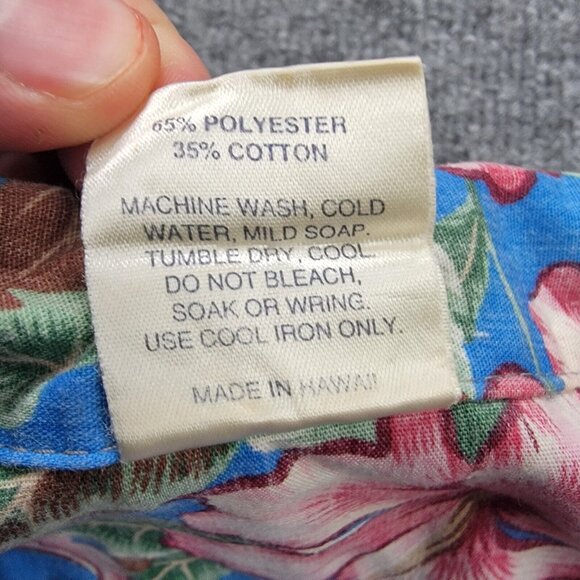 65% POLYESTER
35% COTTON
MACHINE WASH, COLD
WATER, MILD SOAP.
TUMBLE DRY, COOL.
DO NOT BLEACH,
SOAK OR WRING.
USE COOL IRON ONLY.
MADE IN HAWAII